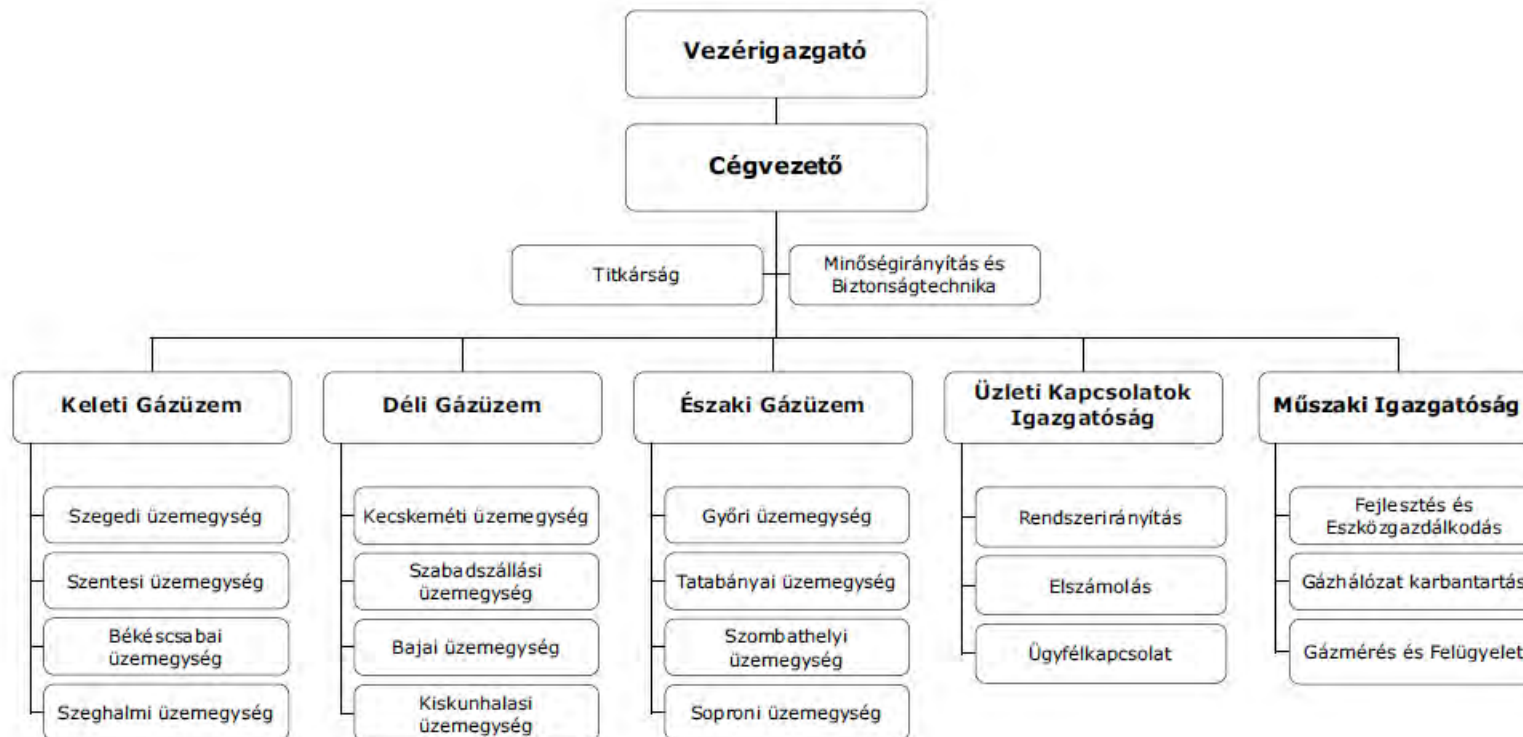 Vezérigazgató
Cégvezető
Titkárság
Minőségirányítás és
Biztonságtechnika
Keleti Gázüzem
Déli Gázüzem
Északi Gázüzem
Üzleti Kapcsolatok
Igazgatóság
Műszaki Igazgatóság
Szegedi üzemegység
Szentesi üzemegység
Békéscsabai
üzemegység
Szeghalmi üzemegység
Kecskeméti üzemegység
Szabadszállási
üzemegység
Bajai üzemegység
Kiskunhalasi
üzemegység
Győri üzemegység
Tatabányai üzemegység
Szombathelyi
üzemegység
Soproni üzemegység
Rendszerirányítás
Elszámolás
Ügyfélkapcsolat
Fejlesztés és
Eszközgazdálkodás
Gázhálózat karbantartás
Gázmérés és Felügyelet